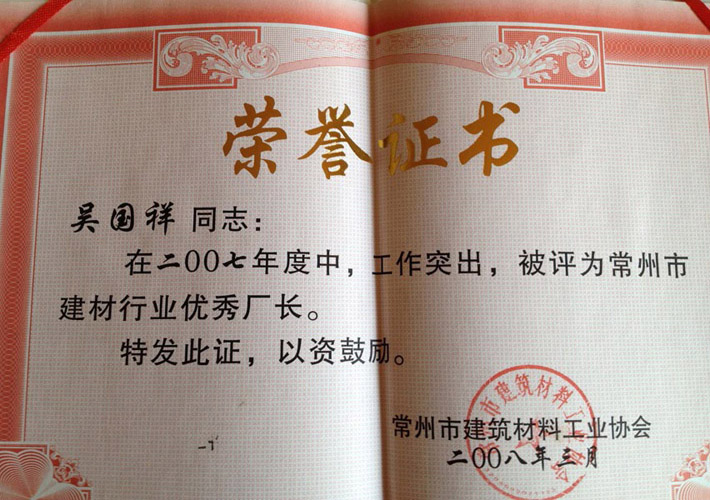 荣誉证书
吴国祥 同志：
在二00七年度中，工作突出，被评为常州市
建材行业优秀厂长。
特发此证，以资鼓励。
常州市建筑材料工业协会
二00八年三月